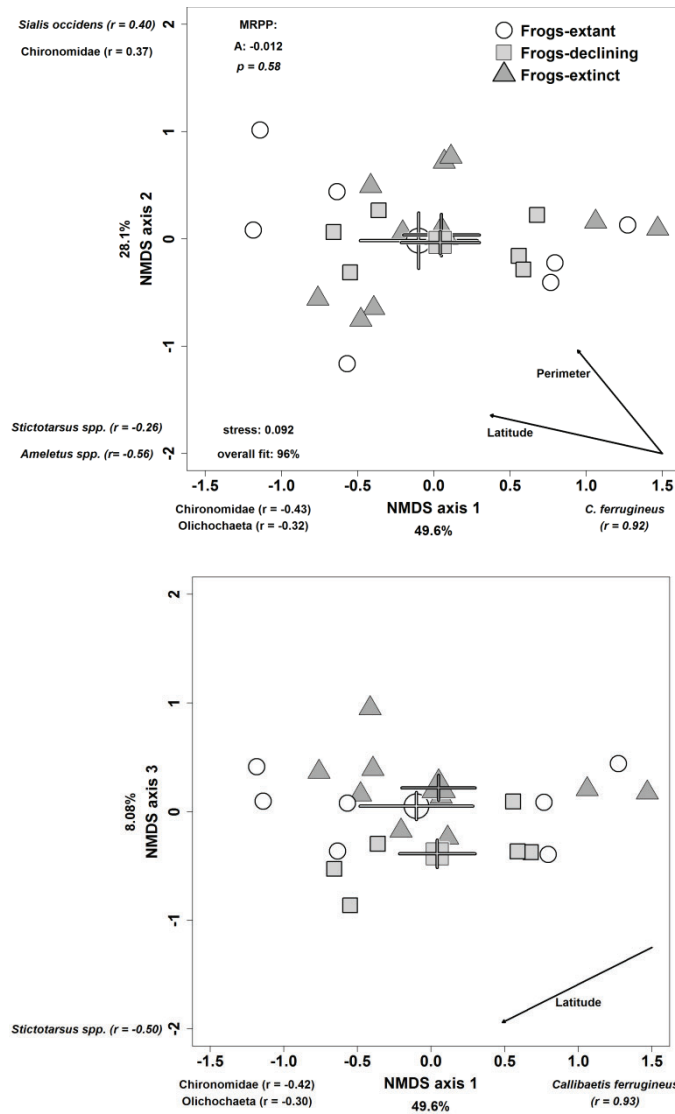 Sialis occidens (r = 0.40)
Chironomidae (r = 0.37)
MRPP:
A: -0.012
p = 0.58
Frogs-extant
Frogs-declining
Frogs-extinct
2
1
0
-1
-2
28.1%
NMDS axis 2
Perimeter
Latitude
Stictotarsus spp. (r = -0.26)
Ameletus spp. (r= -0.56)
stress: 0.092
overall fit: 96%
-1.5 -1.0 -0.5 0.0 0.5 1.0 1.5
Chironomidae (r = -0.43)
Olichochaeta (r = -0.32)
NMDS axis 1
49.6%
C. ferrugineus
(r = 0.92)
2
1
0
-1
-2
8.08%
NMDS axis 3
Latitude
Stictotarsus spp. (r = -0.50)
-1.5 -1.0 -0.5 0.0 0.5 1.0 1.5
Chironomidae (r = -0.42)
Olichochaeta (r = -0.30)
NMDS axis 1
49.6%
Callibaetis ferrugineus
(r = 0.93)